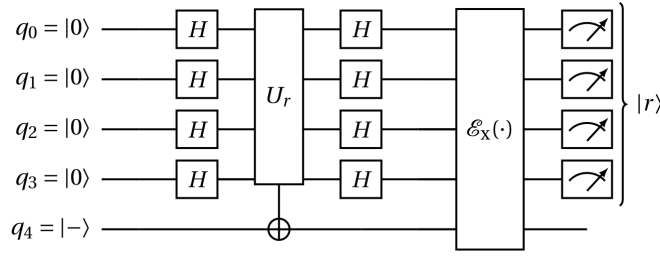 q₀ = |0⟩ H H
q₁ = |0⟩ H H
U_r
q₂ = |0⟩ H H ℰ_x(·) |r⟩
q₃ = |0⟩ H H
q₄ = |−⟩